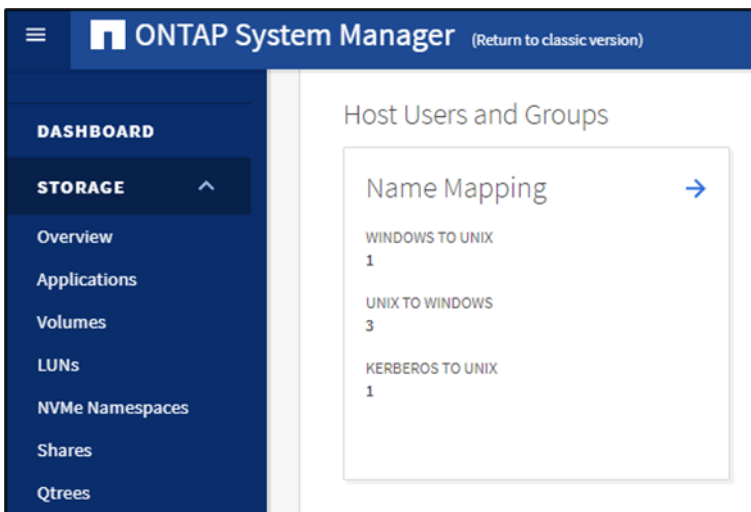 ONTAP System Manager (Return to classic version)
DASHBOARD
STORAGE
Overview
Applications
Volumes
LUNs
NVMe Namespaces
Shares
Qtrees
Host Users and Groups
Name Mapping
WINDOWS TO UNIX
1
UNIX TO WINDOWS
3
KERBEROS TO UNIX
1